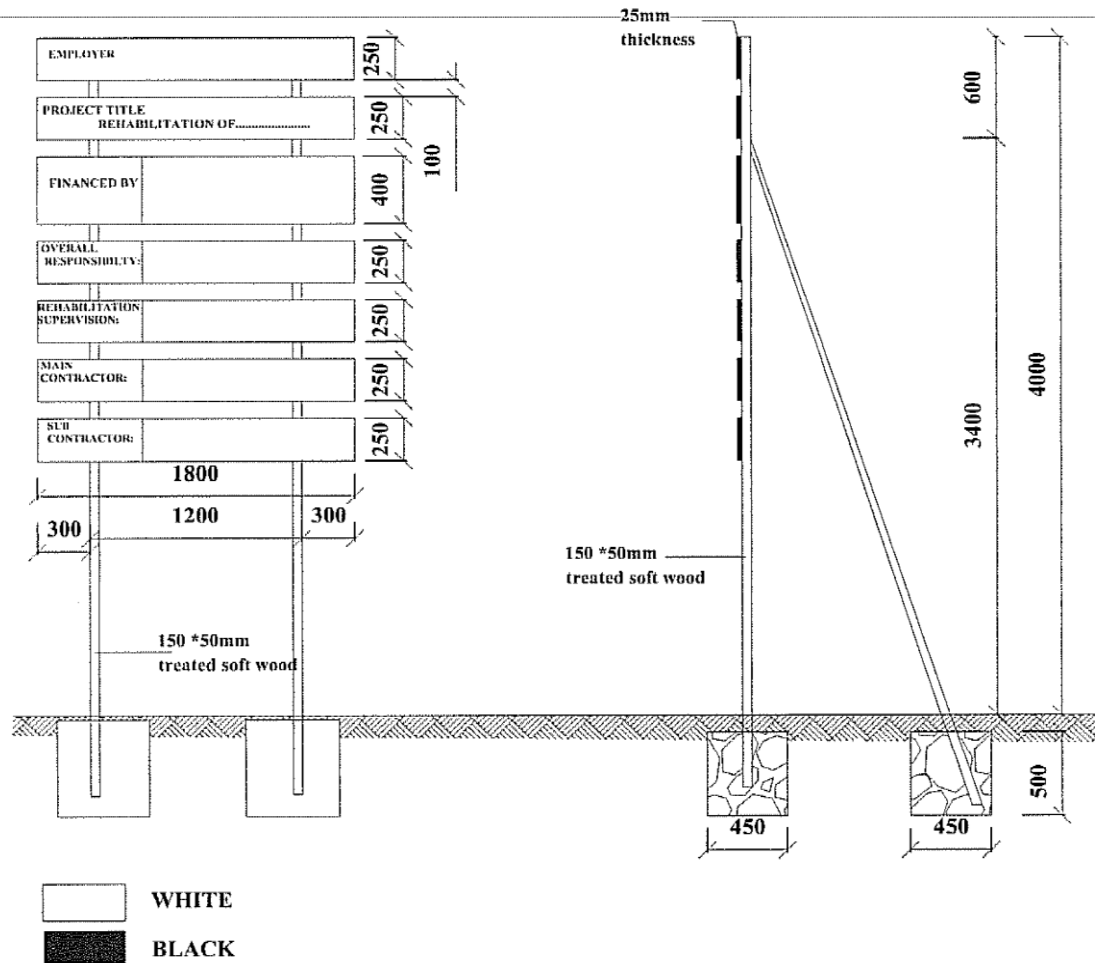 EMPLOYER
250
PROJECT TITLE
REHABILITATION OF.....................
250
100
FINANCED BY
400
OVERALL
RESPONSIBILTY:
250
REHABILITATION
SUPERVISION:
250
MAIN
CONTRACTOR:
250
SUB
CONTRACTOR:
250
1800
300
1200
300
150 *50mm
treated soft wood
25mm
thickness
600
3400
4000
150 *50mm
treated soft wood
500
450
450
WHITE
BLACK